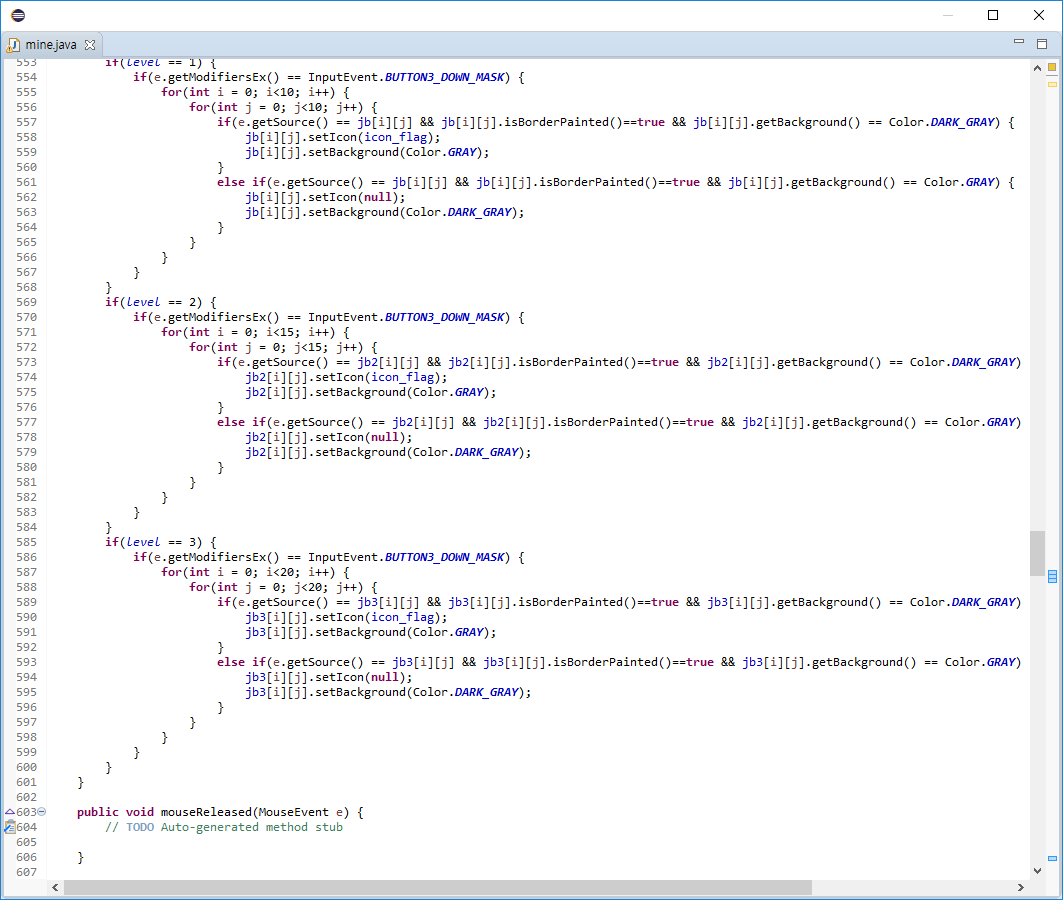 mine.java
553 if(level == 1) {
554 if(e.getModifiersEx() == InputEvent.BUTTON3_DOWN_MASK) {
555 for(int i = 0; i<10; i++) {
556 for(int j = 0; j<10; j++) {
557 if(e.getSource() == jb[i][j] && jb[i][j].isBorderPainted()==true && jb[i][j].getBackground() == Color.DARK_GRAY) {
558 jb[i][j].setIcon(icon_flag);
559 jb[i][j].setBackground(Color.GRAY);
560 }
561 else if(e.getSource() == jb[i][j] && jb[i][j].isBorderPainted()==true && jb[i][j].getBackground() == Color.GRAY) {
562 jb[i][j].setIcon(null);
563 jb[i][j].setBackground(Color.DARK_GRAY);
564 }
565 }
566 }
567 }
568 }
569 if(level == 2) {
570 if(e.getModifiersEx() == InputEvent.BUTTON3_DOWN_MASK) {
571 for(int i = 0; i<15; i++) {
572 for(int j = 0; j<15; j++) {
573 if(e.getSource() == jb2[i][j] && jb2[i][j].isBorderPainted()==true && jb2[i][j].getBackground() == Color.DARK_GRAY)
574 jb2[i][j].setIcon(icon_flag);
575 jb2[i][j].setBackground(Color.GRAY);
576 }
577 else if(e.getSource() == jb2[i][j] && jb2[i][j].isBorderPainted()==true && jb2[i][j].getBackground() == Color.GRAY)
578 jb2[i][j].setIcon(null);
579 jb2[i][j].setBackground(Color.DARK_GRAY);
580 }
581 }
582 }
583 }
584 }
585 if(level == 3) {
586 if(e.getModifiersEx() == InputEvent.BUTTON3_DOWN_MASK) {
587 for(int i = 0; i<20; i++) {
588 for(int j = 0; j<20; j++) {
589 if(e.getSource() == jb3[i][j] && jb3[i][j].isBorderPainted()==true && jb3[i][j].getBackground() == Color.DARK_GRAY)
590 jb3[i][j].setIcon(icon_flag);
591 jb3[i][j].setBackground(Color.GRAY);
592 }
593 else if(e.getSource() == jb3[i][j] && jb3[i][j].isBorderPainted()==true && jb3[i][j].getBackground() == Color.GRAY)
594 jb3[i][j].setIcon(null);
595 jb3[i][j].setBackground(Color.DARK_GRAY);
596 }
597 }
598 }
599 }
600 }
601 }
602
603 public void mouseReleased(MouseEvent e) {
604 // TODO Auto-generated method stub
605
606 }
607